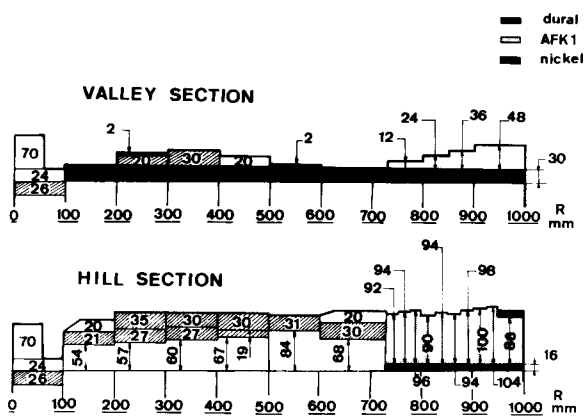 dural
AFK1
nickel
VALLEY SECTION
2 2 12 24 36 48
70 20 30 20 30
24
26
0 100 200 300 400 500 600 700 800 900 1000 R
mm
94
HILL SECTION 94 98
92
70 20 35 30 30 31 20
21 27 27 30
24 54 57 60 67 19 84 68 90 100 86 16
26 96 94 104
0 100 200 300 400 500 600 700 800 900 1000 R
mm